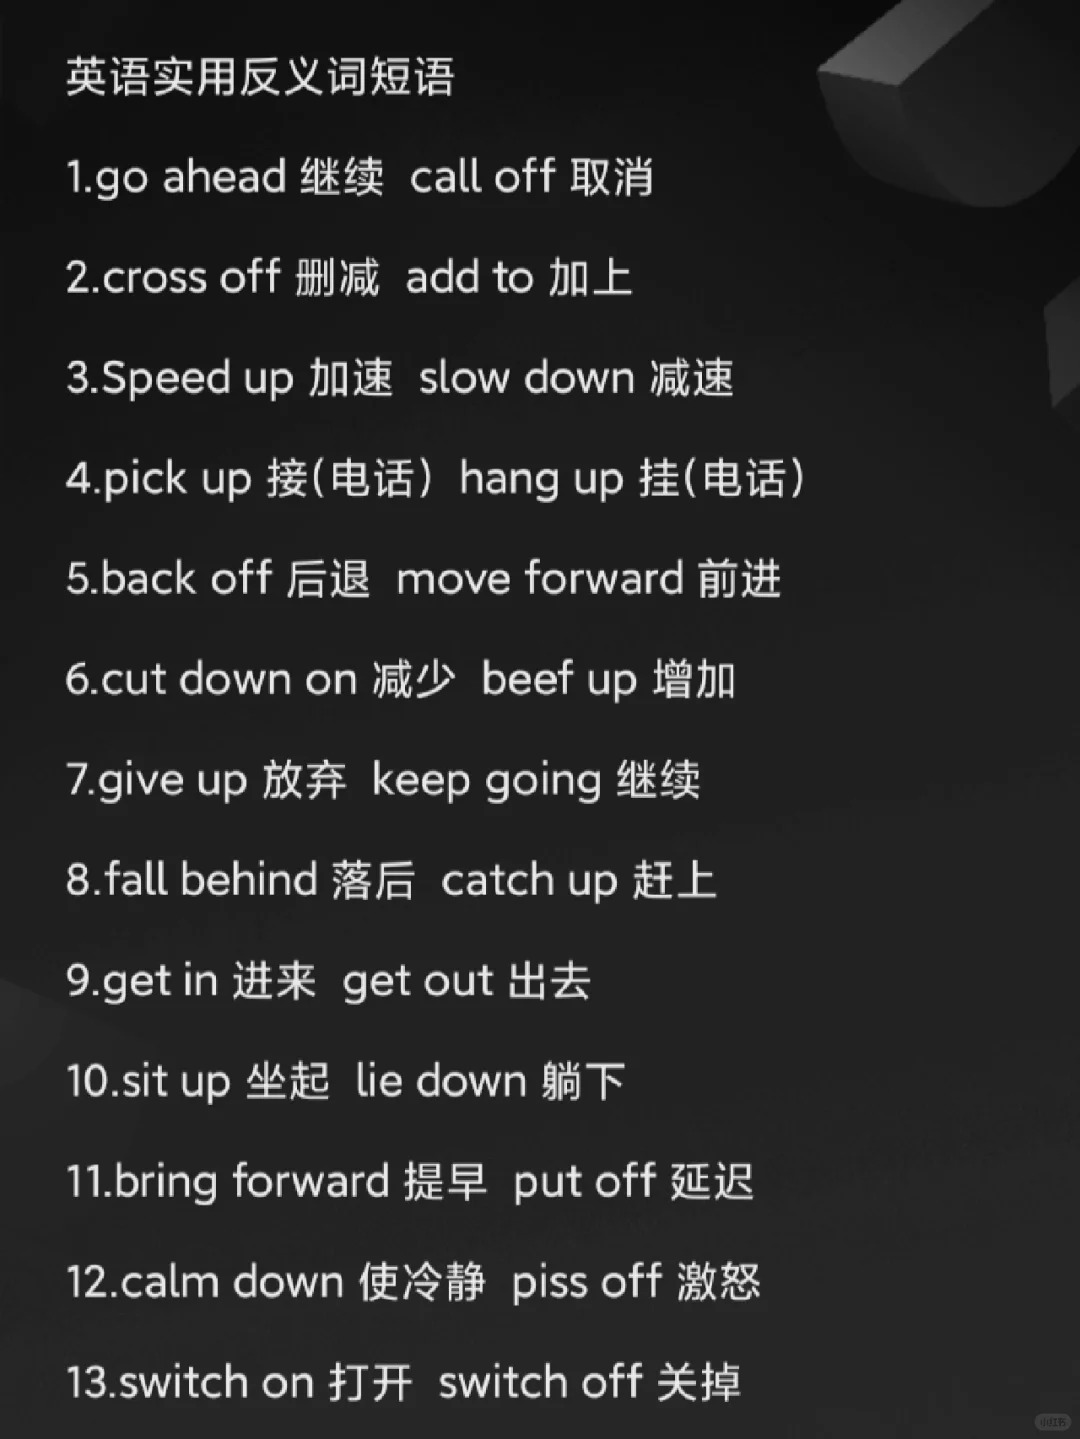 英语实用反义词短语
1.go ahead 继续 call off 取消
2.cross off 删减 add to 加上
3.Speed up 加速 slow down 减速
4.pick up 接(电话) hang up 挂(电话)
5.back off 后退 move forward 前进
6.cut down on 减少 beef up 增加
7.give up 放弃 keep going 继续
8.fall behind 落后 catch up 赶上
9.get in 进来 get out 出去
10.sit up 坐起 lie down 躺下
11.bring forward 提早 put off 延迟
12.calm down 使冷静 piss off 激怒
13.switch on 打开 switch off 关掉
小红书